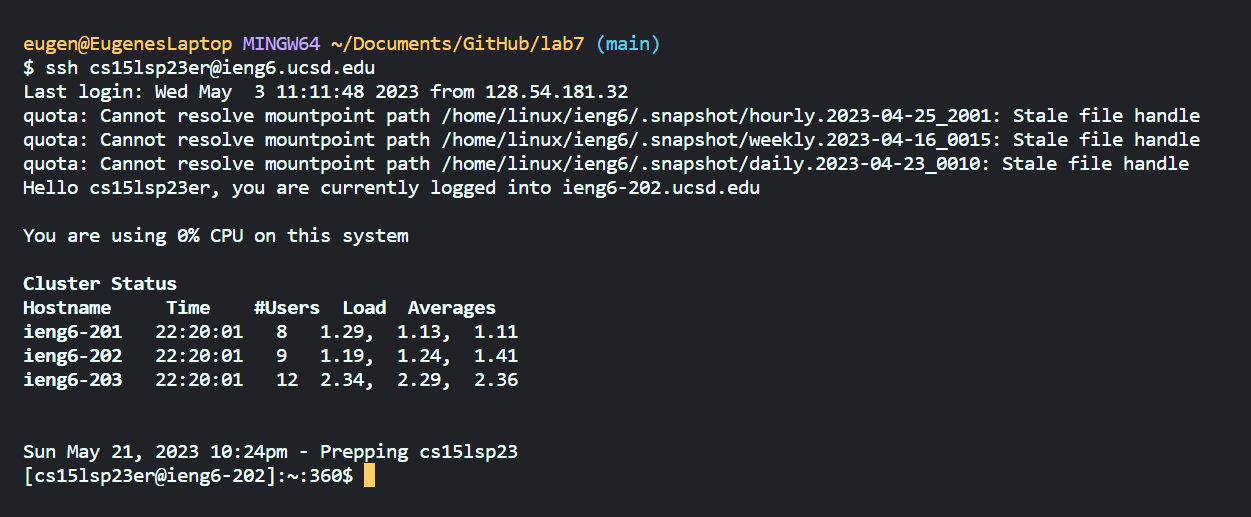 eugen@EugenesLaptop MINGW64 ~/Documents/GitHub/lab7 (main)
$ ssh cs15lsp23er@ieng6.ucsd.edu
Last login: Wed May  3 11:11:48 2023 from 128.54.181.32
quota: Cannot resolve mountpoint path /home/linux/ieng6/.snapshot/hourly.2023-04-25_2001: Stale file handle
quota: Cannot resolve mountpoint path /home/linux/ieng6/.snapshot/weekly.2023-04-16_0015: Stale file handle
quota: Cannot resolve mountpoint path /home/linux/ieng6/.snapshot/daily.2023-04-23_0010: Stale file handle
Hello cs15lsp23er, you are currently logged into ieng6-202.ucsd.edu
You are using 0% CPU on this system
Cluster Status
Hostname     Time    #Users  Load  Averages
ieng6-201   22:20:01   8   1.29,  1.13,  1.11
ieng6-202   22:20:01   9   1.19,  1.24,  1.41
ieng6-203   22:20:01   12  2.34,  2.29,  2.36
Sun May 21, 2023 10:24pm - Prepping cs15lsp23
[cs15lsp23er@ieng6-202]:~:360$